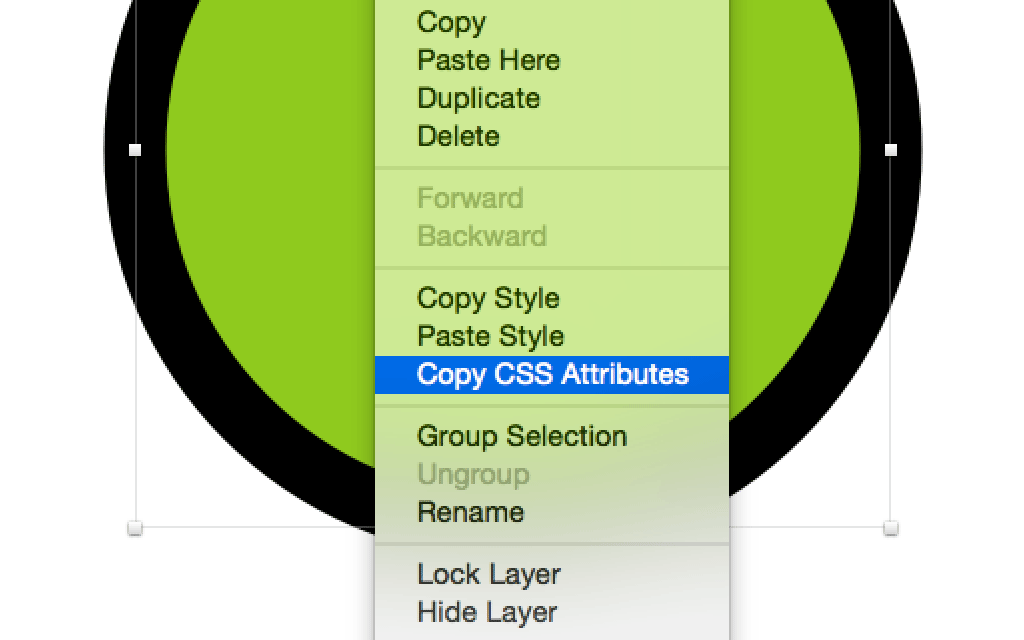 Copy
Paste Here
Duplicate
Delete
Forward
Backward
Copy Style
Paste Style
Copy CSS Attributes
Group Selection
Ungroup
Rename
Lock Layer
Hide Layer